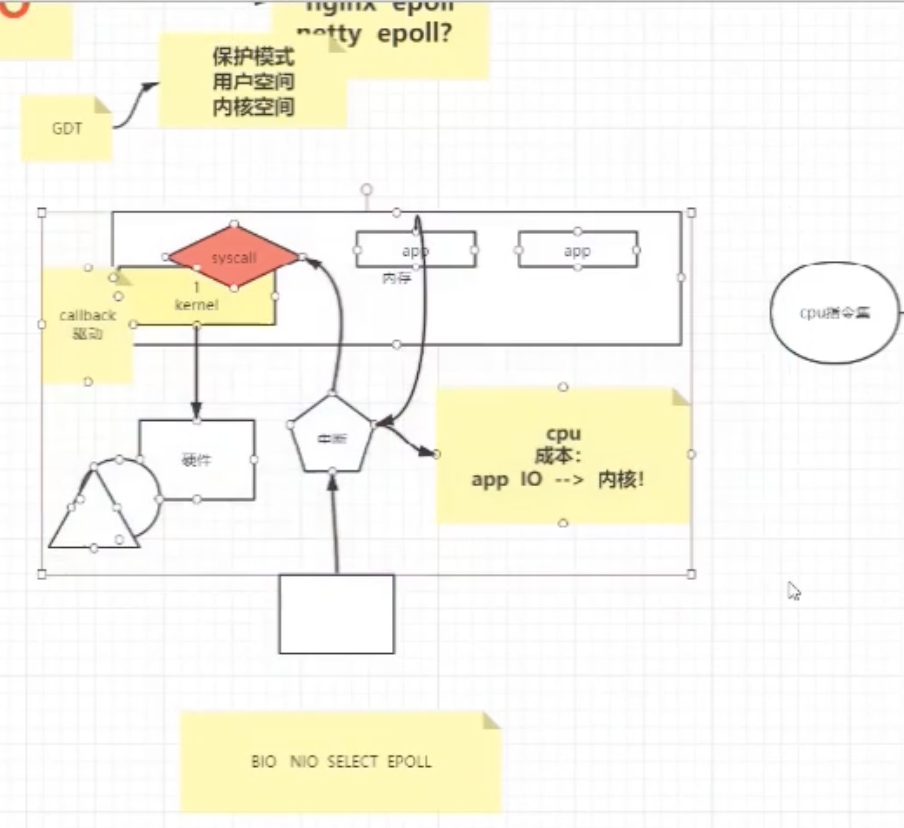 nginx epoll
netty epoll?
保护模式
用户空间
内核空间
GDT
syscall
app
app
内存
1
kernel
callback
驱动
cpu指令集
中断
硬件
cpu
成本：
app IO --> 内核！
BIO NIO SELECT EPOLL